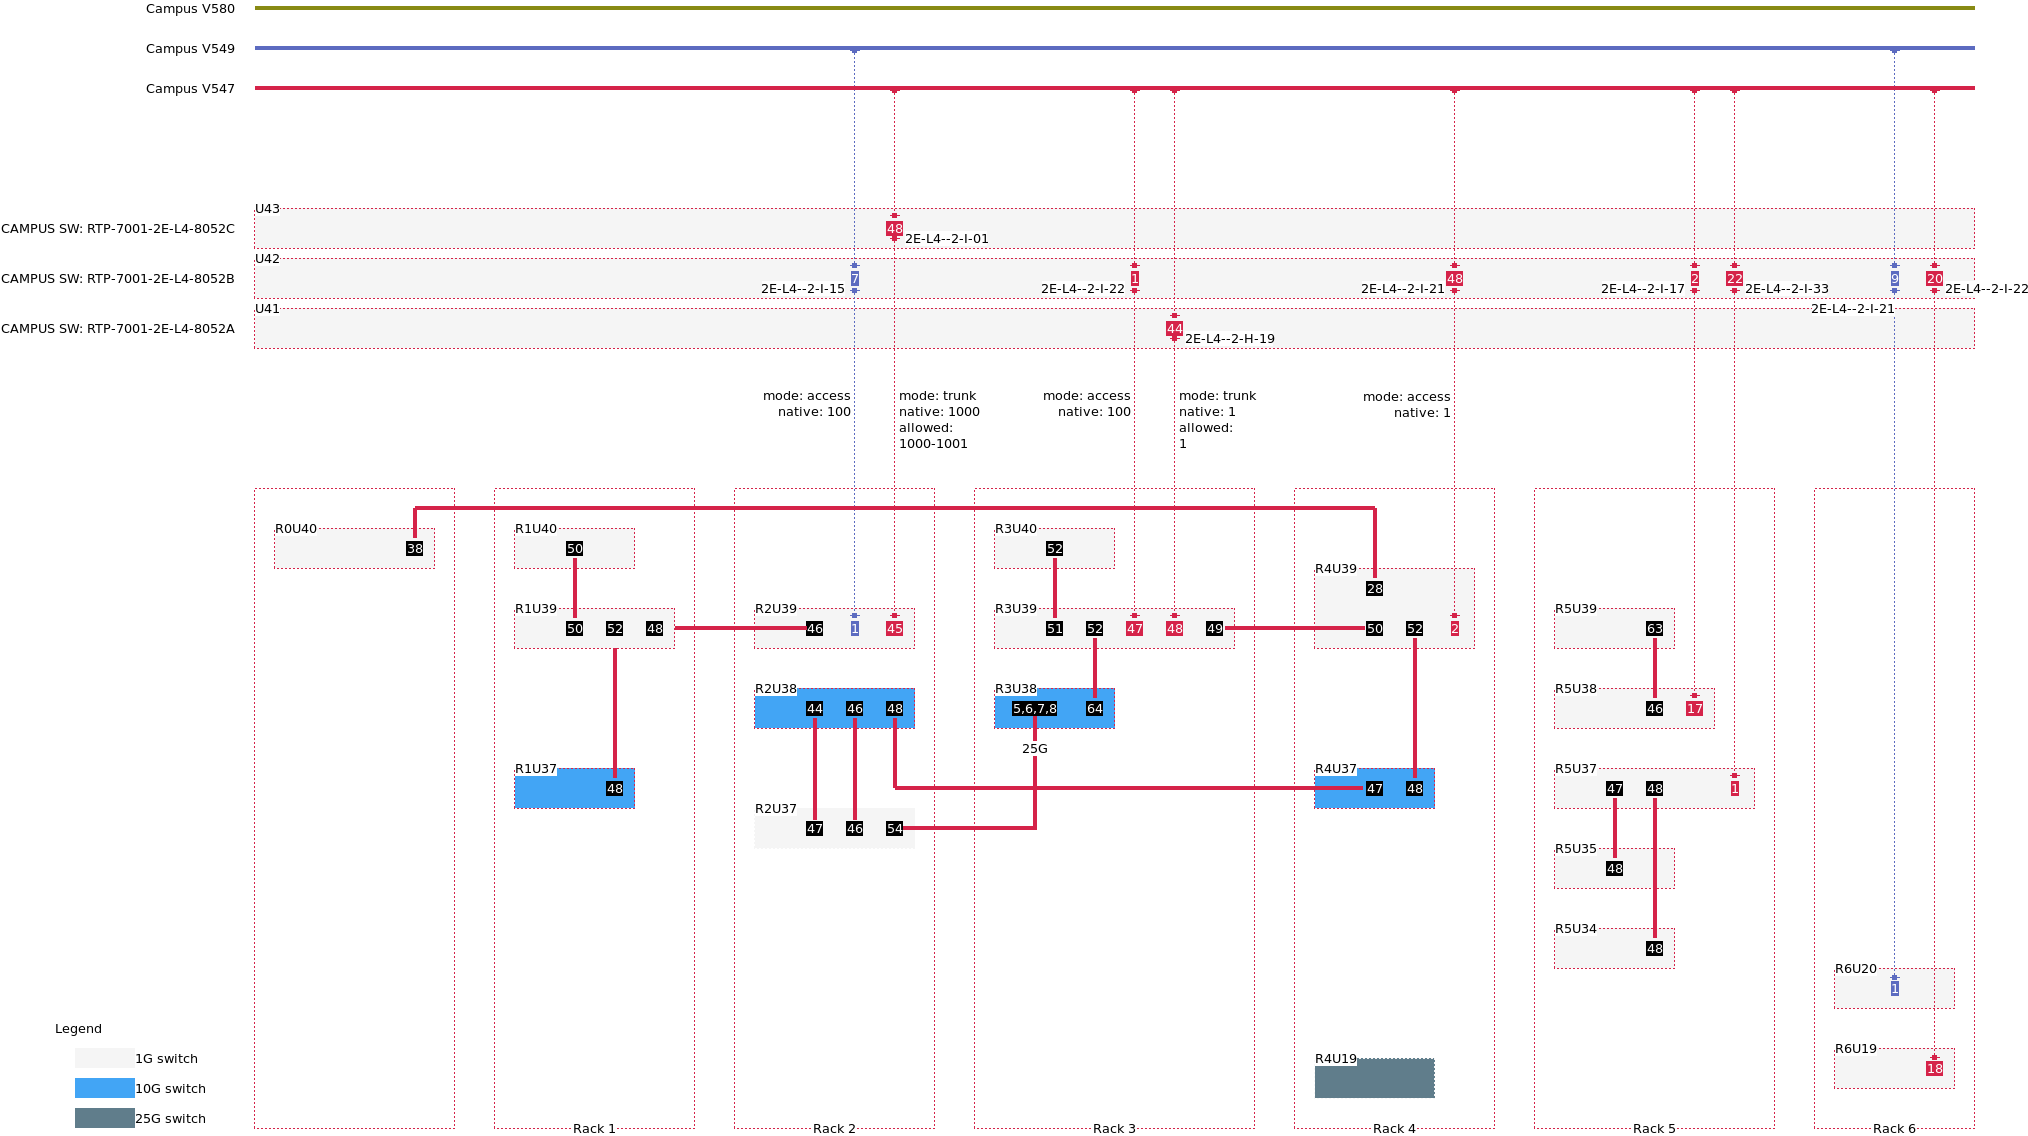 Campus V580
Campus V549
Campus V547
U43
CAMPUS SW: RTP-7001-2E-L4-8052C
48
2E-L4--2-I-01
U42
CAMPUS SW: RTP-7001-2E-L4-8052B
7
1
48
2
22
9
20
2E-L4--2-I-15
2E-L4--2-I-22
2E-L4--2-I-21
2E-L4--2-I-17
2E-L4--2-I-33
2E-L4--2-I-22
U41
2E-L4--2-I-21
CAMPUS SW: RTP-7001-2E-L4-8052A
44
2E-L4--2-H-19
mode: access
native: 100
mode: trunk
native: 1000
allowed:
1000-1001
mode: access
native: 100
mode: trunk
native: 1
allowed:
1
mode: access
native: 1
R0U40
38
R1U40
50
R1U39
50 52 48
R1U37
48
R2U39
46 1 45
R2U38
44 46 48
R2U37
47 46 54
R3U40
52
R3U39
51 52 47 48 49
R3U38
5,6,7,8 64
25G
R4U39
28
50 52 2
R4U37
47 48
R4U19
R5U39
63
R5U38
46 17
R5U37
47 48 1
R5U35
48
R5U34
48
R6U20
1
R6U19
18
Legend
1G switch
10G switch
25G switch
Rack 1
Rack 2
Rack 3
Rack 4
Rack 5
Rack 6